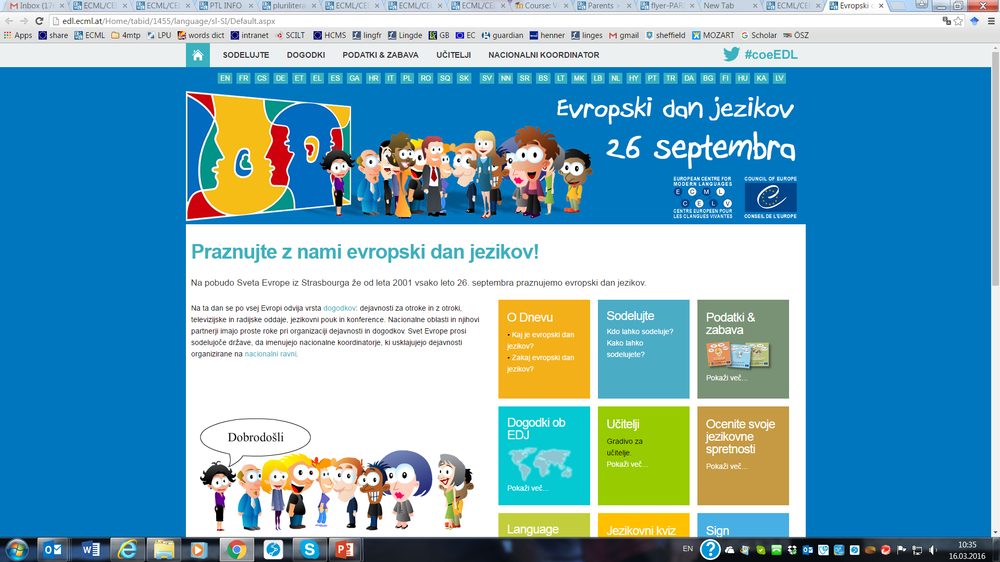 Inbox (176
ECML/CEL
ECML/CEL
PTL INFO
plurilitera
ECML/CEL
ECML/CEL
ECML/CEL
Course: Vi
Parents >
flyer-PARE
New Tab
ECML/CEL
Evropski d
edl.ecml.at/Home/tabid/1455/language/sl-SI/Default.aspx
Apps share ECML 4mtp LPU words dict intranet SCILT HCMS lingfr Lingde GB EC guardian henner linges gmail sheffield MOZART Scholar ÖSZ
SODELUJTE DOGODKI PODATKI & ZABAVA UČITELJI NACIONALNI KOORDINATOR #coeEDL
EN FR CS DE ET EL ES GA HR IT PL RO SQ SK SV NN SR BS LT MK LB NL HY PT TR DA BG FI HU KA LV
Evropski dan jezikov
26 septembra
EUROPEAN CENTRE FOR
MODERN LANGUAGES
E C M L
C E L V
CENTRE EUROPEEN POUR
LES CLANGUES VIVANTES
COUNCIL OF EUROPE
CONSEIL DE L'EUROPE
Praznujte z nami evropski dan jezikov!
Na pobudo Sveta Evrope iz Strasbourga že od leta 2001 vsako leto 26. septembra praznujemo evropski dan jezikov.
Na ta dan se po vsej Evropi odvija vrsta dogodkov: dejavnosti za otroke in z otroki,
televizijske in radijske oddaje, jezikovni pouk in konference. Nacionalne oblasti in njihovi
partnerji imajo proste roke pri organizaciji dejavnosti in dogodkov. Svet Evrope prosi
sodelujoče države, da imenujejo nacionalne koordinatorje, ki usklajujejo dejavnosti
organizirane na nacionalni ravni.
Dobrodošli
O Dnevu
• Kaj je evropski dan
jezikov?
• Zakaj evropski dan
jezikov?
Sodelujte
Kdo lahko sodeluje?
Kako lahko
sodelujete?
Podatki &
zabava
Pokaži več...
Dogodki ob
EDJ
Pokaži več...
Učitelji
Gradivo za
učitelje.
Pokaži več...
Ocenite svoje
jezikovne
spretnosti
Pokaži več...
Language
Jezikovni kviz
Sign
EN
10:35
16.03.2016